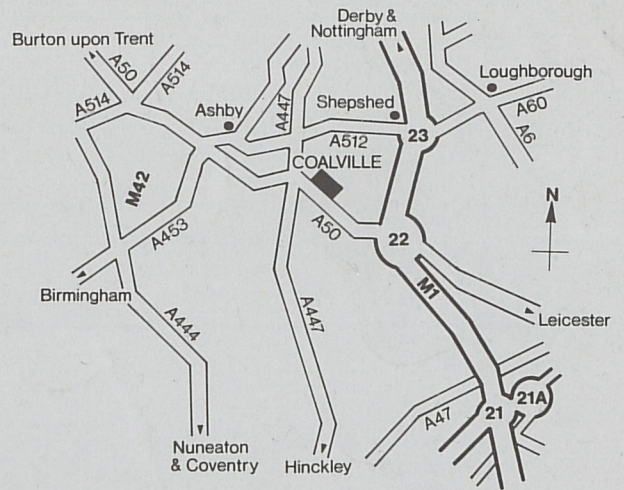 Derby &
Nottingham
Burton upon Trent
A50
A514
A514
Ashby
A447
Shepshed
Loughborough
A60
A6
A512
23
COALVILLE
M42
A453
A50
22
N
Birmingham
M1
A444
A447
Leicester
21A
21
A47
Nuneaton
& Coventry
Hinckley